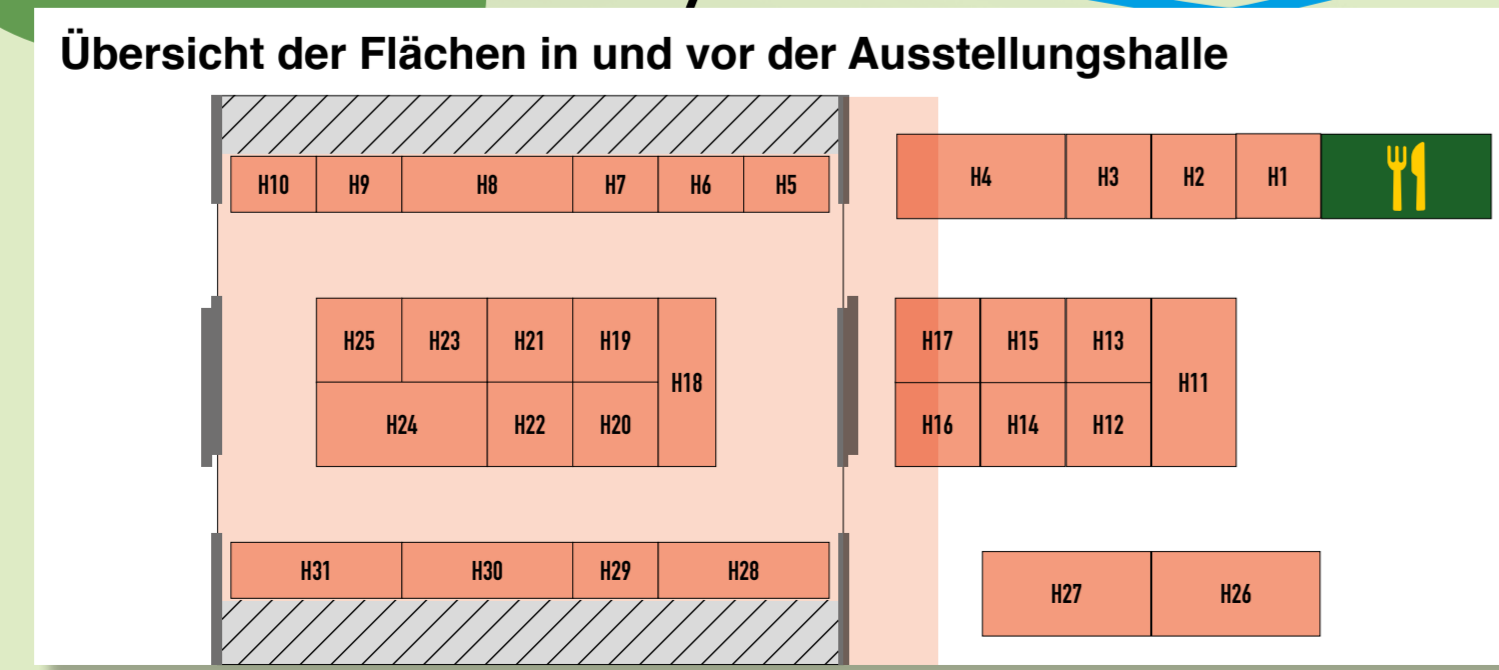 Übersicht der Flächen in und vor der Ausstellungshalle
H10 H9 H8 H7 H6 H5 H4 H3 H2 H1
H25 H23 H21 H19 H17 H15 H13
H18 H11
H24 H22 H20 H16 H14 H12
H31 H30 H29 H28 H27 H26